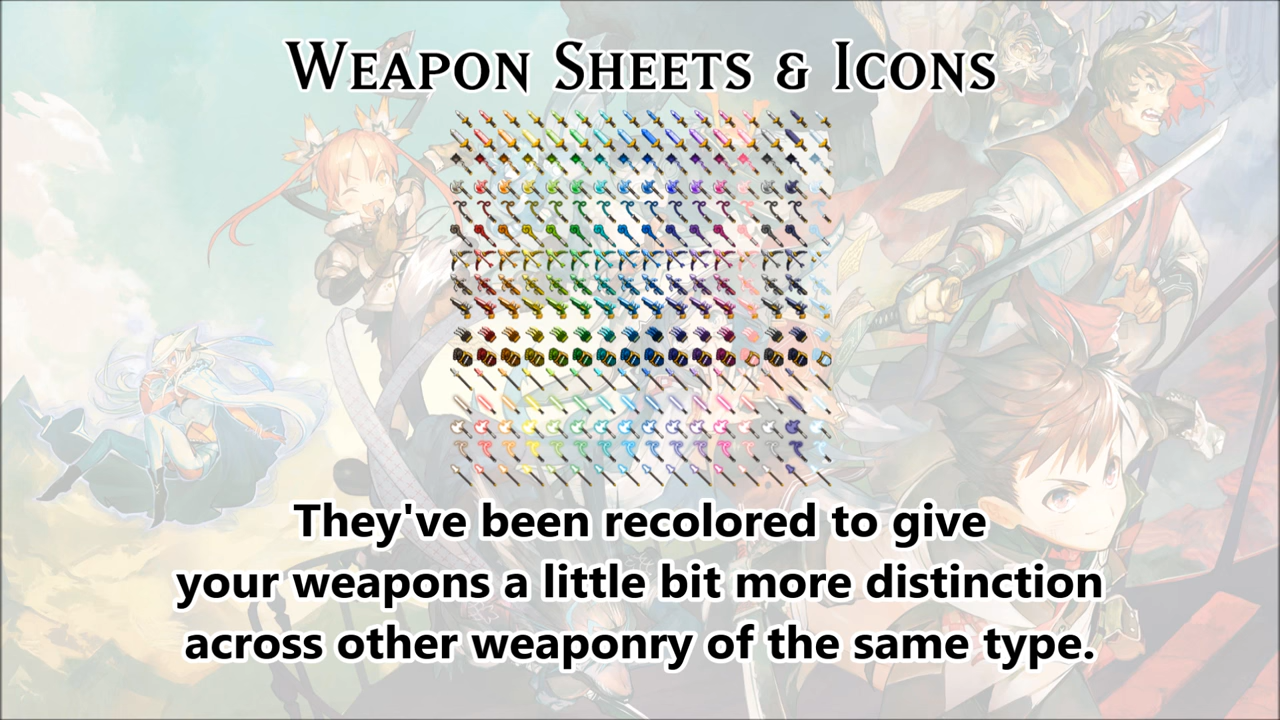 Weapon Sheets & Icons
They've been recolored to give
your weapons a little bit more distinction
across other weaponry of the same type.